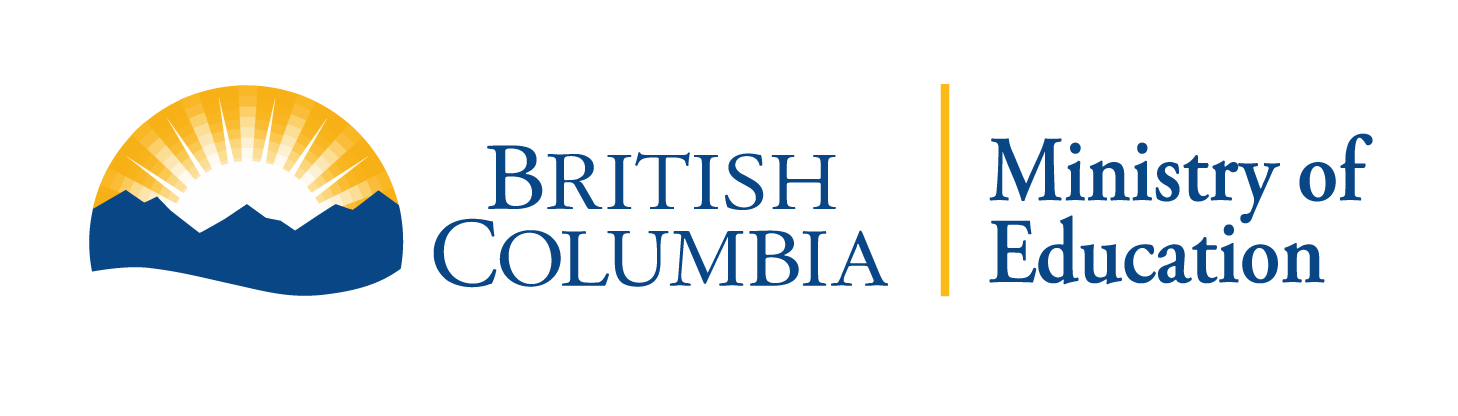 BRITISH
COLUMBIA
Ministry of
Education